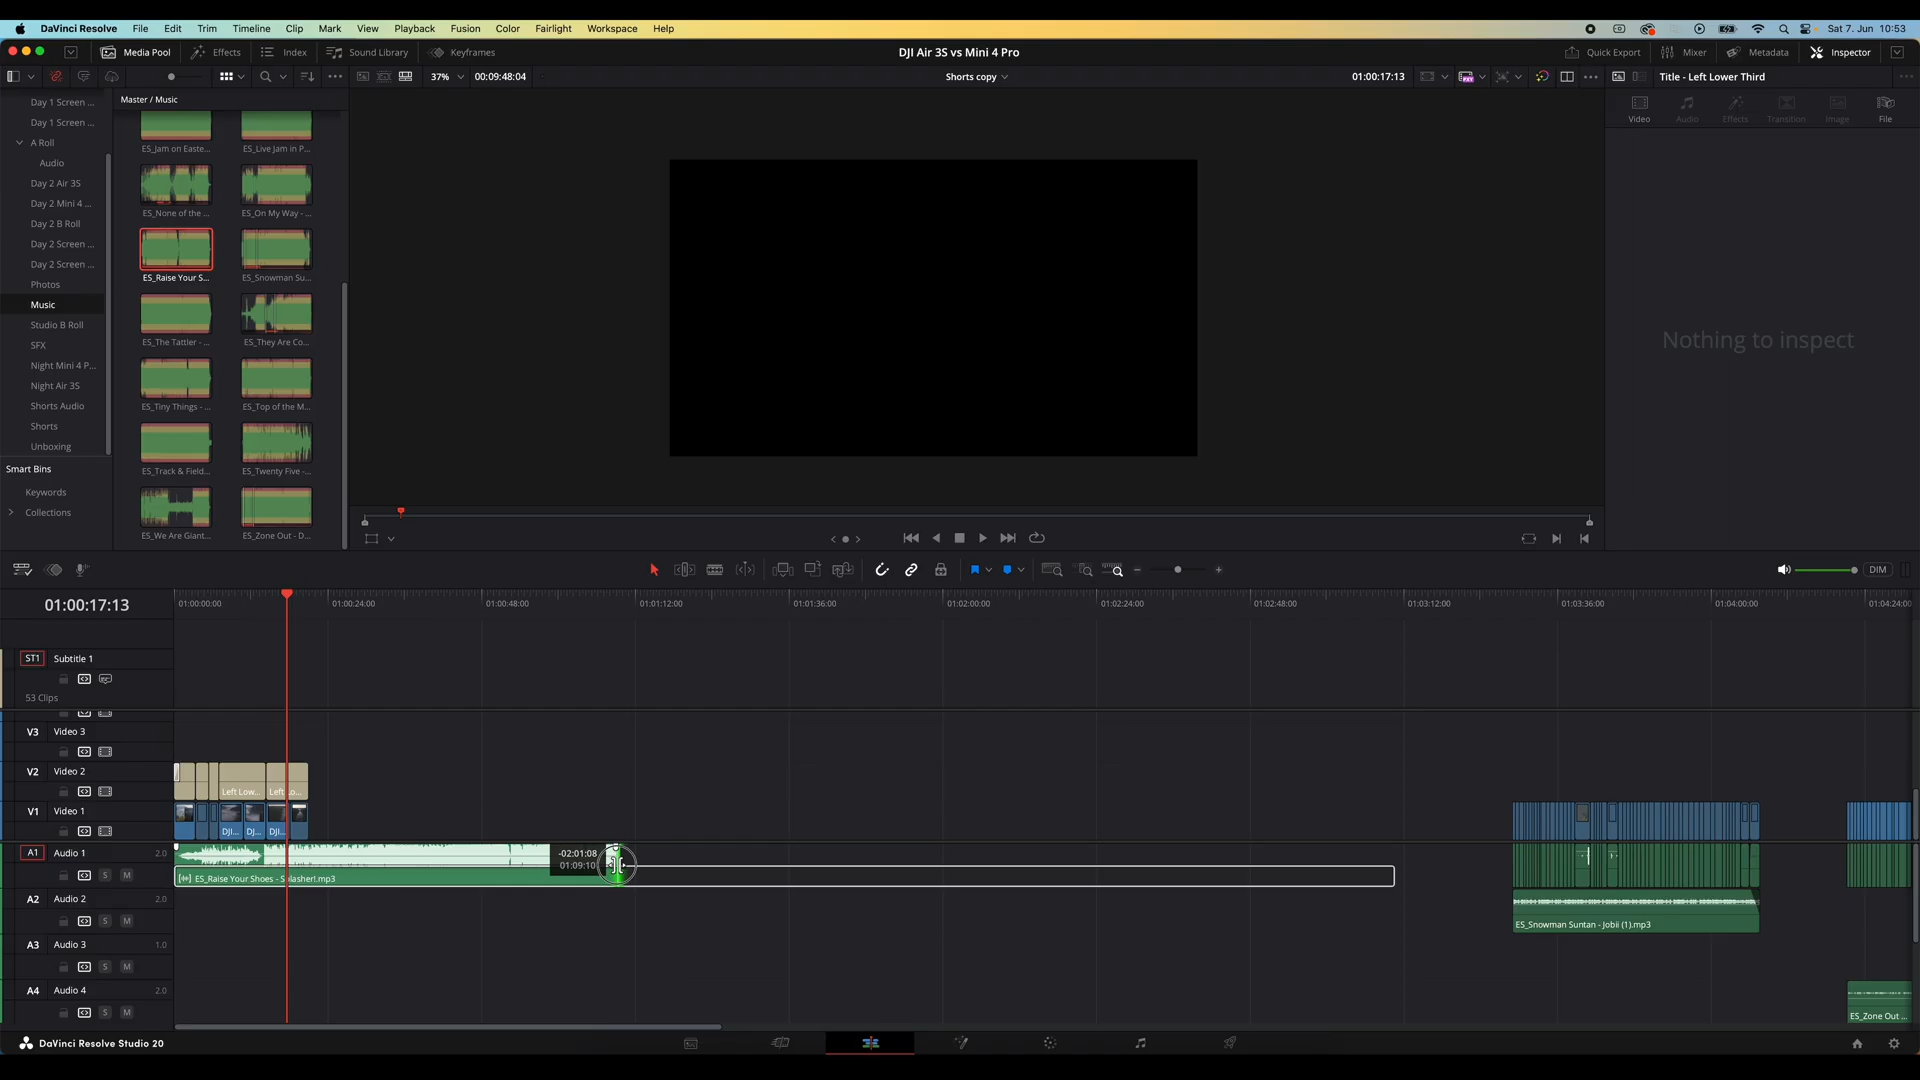 DaVinci Resolve File Edit Trim Timeline Clip Mark View Playback Fusion Color Fairlight Workspace Help Sat 7. Jun 10:53
Media Pool Effects Index Sound Library Keyframes DJI Air 3S vs Mini 4 Pro Quick Export Mixer Metadata Inspector
37% 00:09:48:04 Shorts copy 01:00:17:13 Title - Left Lower Third
Master / Music
Day 1 Screen ...
Day 1 Screen ...
A Roll
Audio
Day 2 Air 3S
Day 2 Mini 4 ...
Day 2 B Roll
Day 2 Screen ...
Day 2 Screen ...
Photos
Music
Studio B Roll
SFX
Night Mini 4 P...
Night Air 3S
Shorts Audio
Shorts
Unboxing
Smart Bins
Keywords
Collections
ES_Jam on Easte... ES_Live Jam in P...
ES_None of the ... ES_On My Way - ...
ES_Raise Your S... ES_Snowman Su...
ES_The Tattler - ... ES_They Are Co...
ES_Tiny Things - ... ES_Top of the M...
ES_Track & Field... ES_Twenty Five -...
ES_We Are Giant... ES_Zone Out - D...
Video Audio Effects Transition Image File
Nothing to inspect
DIM
01:00:17:13
01:00:00:00 01:00:24:00 01:00:48:00 01:01:12:00 01:01:36:00 01:02:00:00 01:02:24:00 01:02:48:00 01:03:12:00 01:03:36:00 01:04:00:00 01:04:24:00
ST1 Subtitle 1
53 Clips
V3 Video 3
V2 Video 2
Left Low... Left Lo...
V1 Video 1
DJI... DJ... DJI...
A1 Audio 1 2.0
S M
-02:01:08
01:09:10
ES_Raise Your Shoes - Splasher!.mp3
A2 Audio 2 2.0
S M
ES_Snowman Suntan - Jobii (1).mp3
A3 Audio 3 1.0
S M
A4 Audio 4 2.0
S M
ES_Zone Out ...
DaVinci Resolve Studio 20